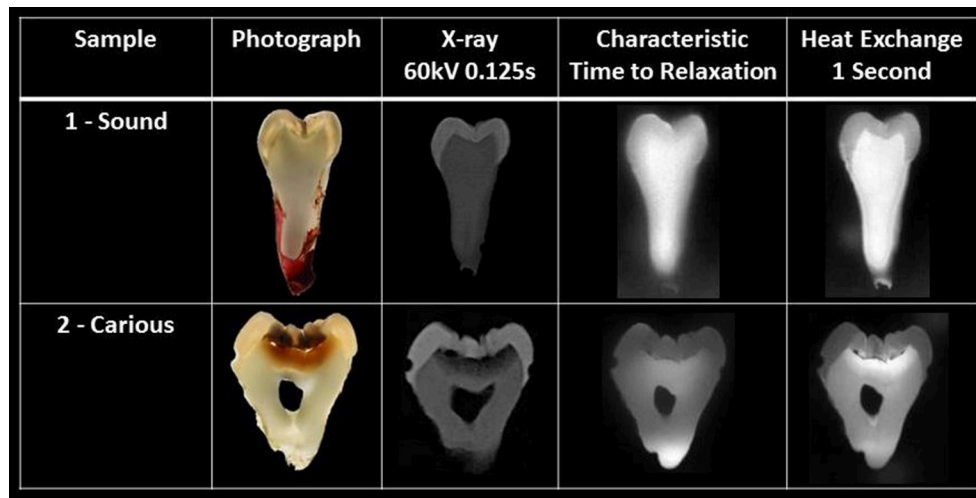 Sample
Photograph
X-ray
60kV 0.125s
Characteristic
Time to Relaxation
Heat Exchange
1 Second
1 - Sound
2 - Carious